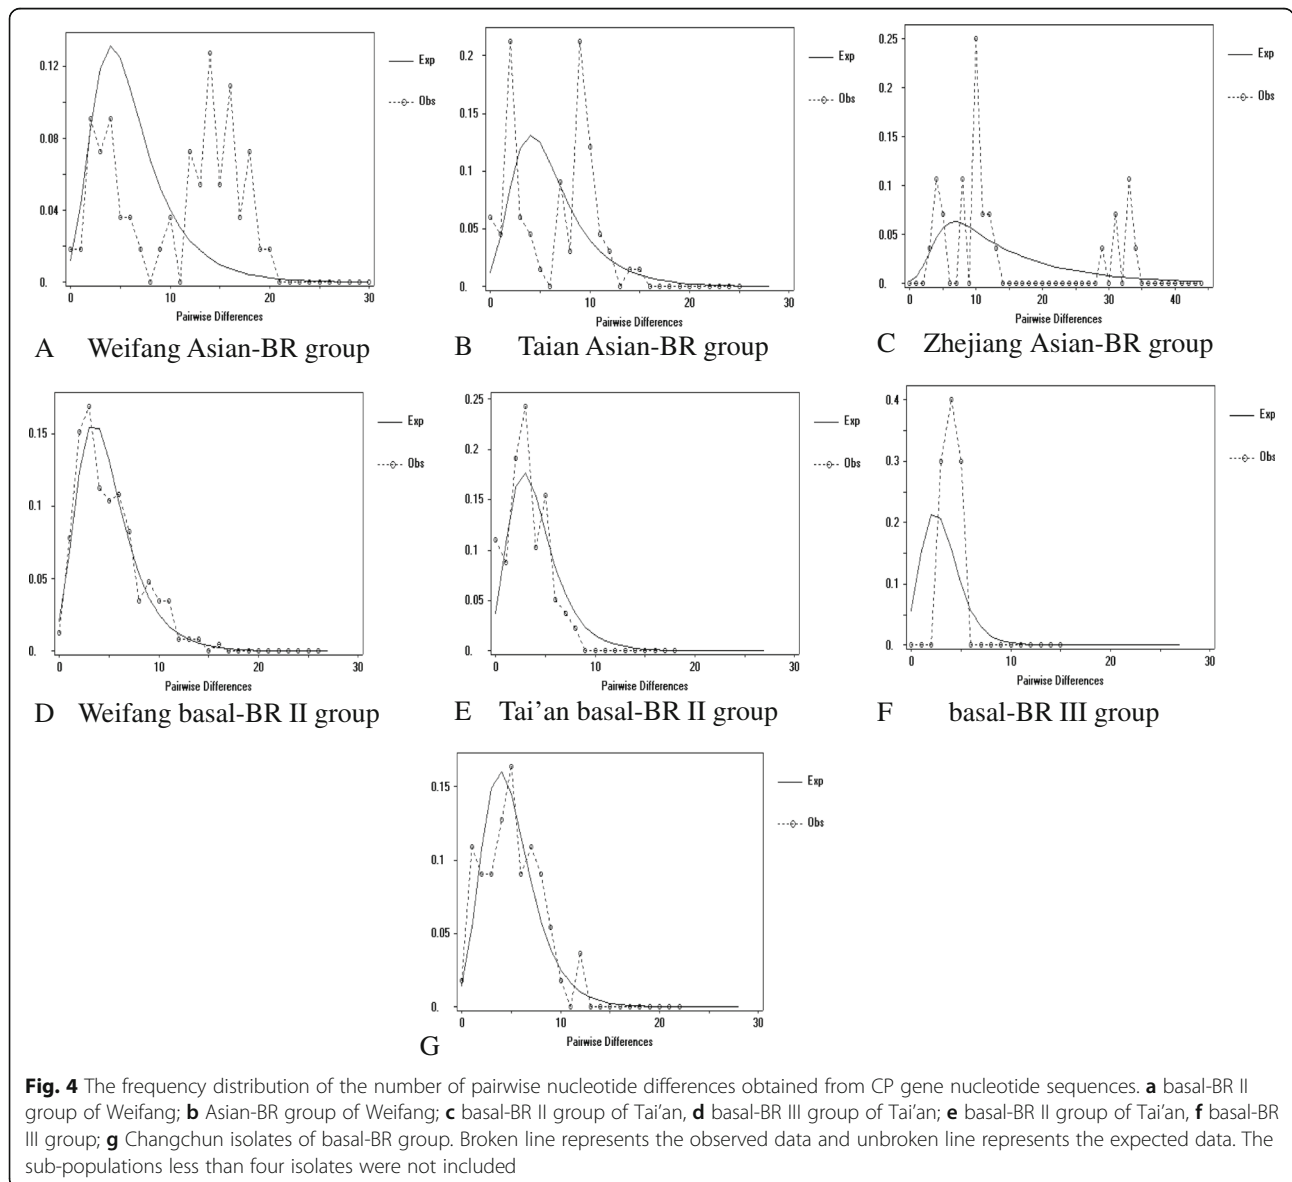 0.12
0.08
0.04
0.
0 10 20 30
Pairwise Differences
Exp
Obs
A Weifang Asian-BR group
0.2
0.15
0.1
0.05
0.
0 10 20 30
Pairwise Differences
Exp
Obs
B Taian Asian-BR group
0.25
0.2
0.15
0.1
0.05
0.
0 10 20 30 40
Pairwise Differences
Exp
Obs
C Zhejiang Asian-BR group
0.15
0.1
0.05
0.
0 10 20 30
Pairwise Differences
Exp
Obs
D Weifang basal-BR II group
0.25
0.2
0.15
0.1
0.05
0.
0 10 20 30
Pairwise Differences
Exp
Obs
E Tai’an basal-BR II group
0.4
0.3
0.2
0.1
0.
0 10 20 30
Pairwise Differences
Exp
Obs
F basal-BR III group
0.15
0.1
0.05
0.
0 10 20 30
Pairwise Differences
Exp
Obs
G
Fig. 4 The frequency distribution of the number of pairwise nucleotide differences obtained from CP gene nucleotide sequences. a basal-BR II
group of Weifang; b Asian-BR group of Weifang; c basal-BR II group of Tai’an, d basal-BR III group of Tai’an; e basal-BR II group of Tai’an, f basal-BR
III group; g Changchun isolates of basal-BR group. Broken line represents the observed data and unbroken line represents the expected data. The
sub-populations less than four isolates were not included